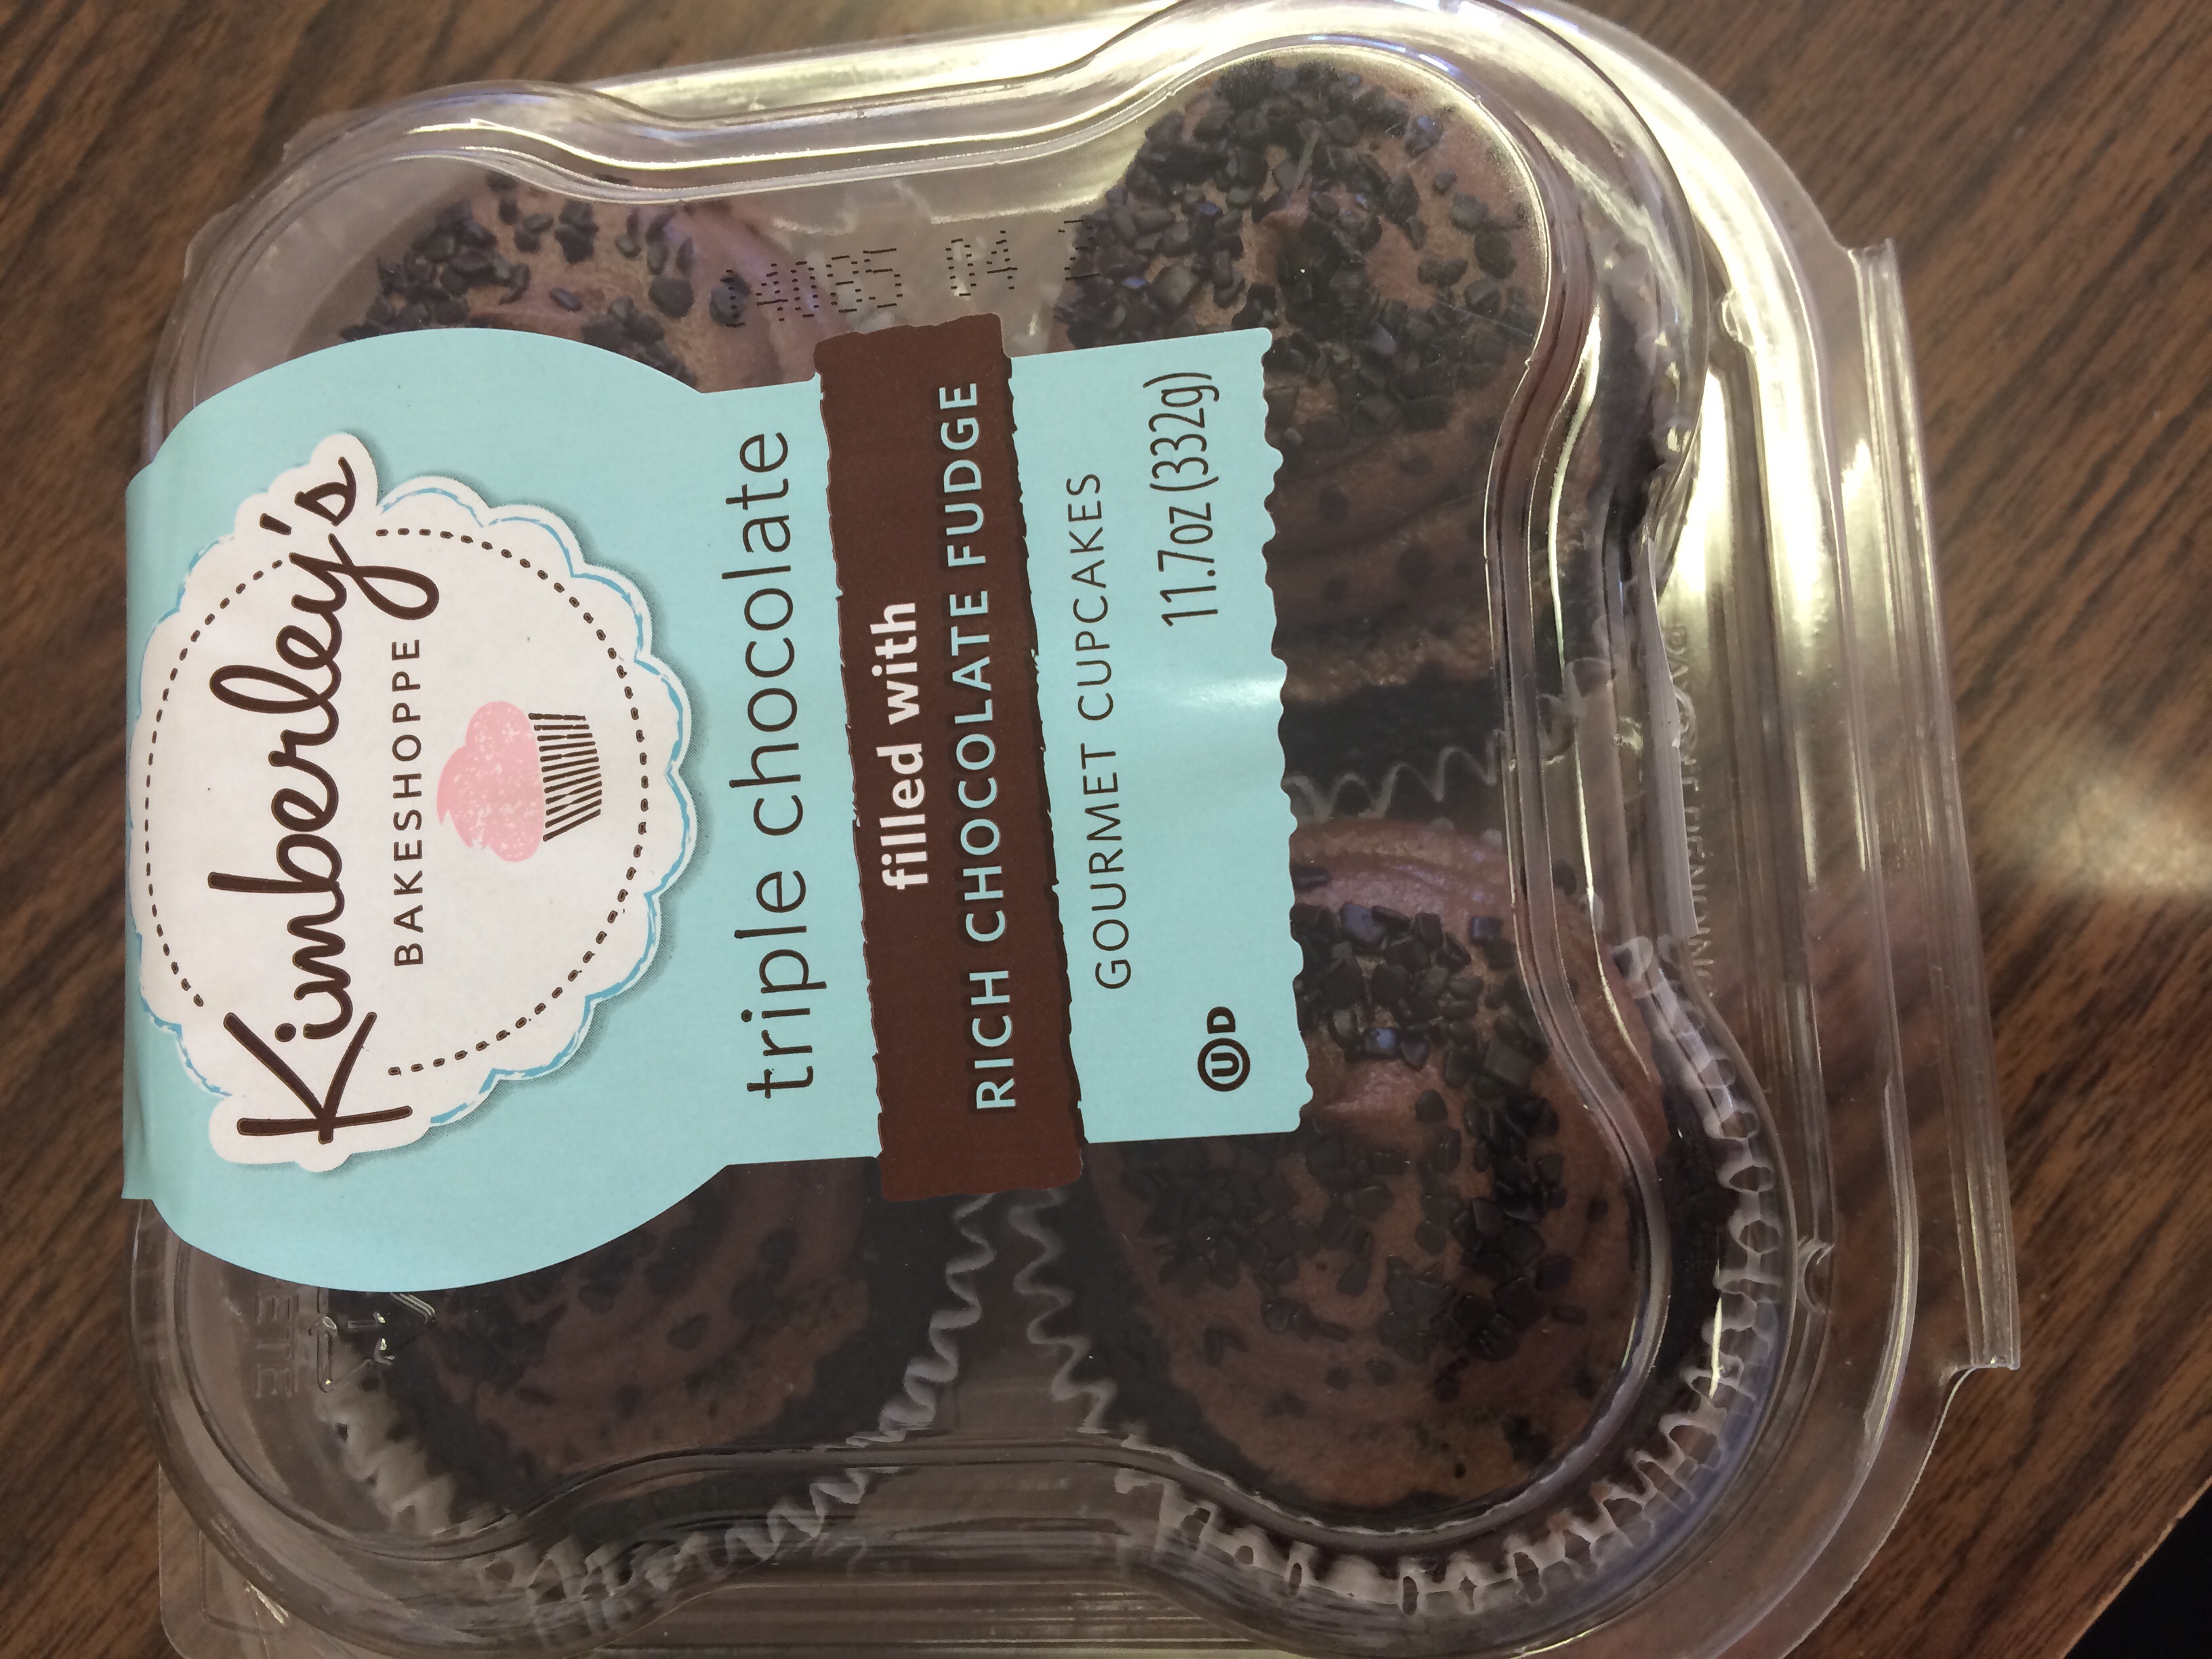 Kimberley's
BAKESHOPPE
triple chocolate
filled with
RICH CHOCOLATE FUDGE
GOURMET CUPCAKES
U D
11.7oz (332g)